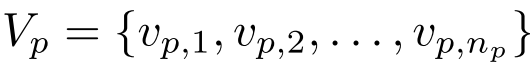 $V_p = \{v_{p,1}, v_{p,2}, \ldots, v_{p,n_p}\}$